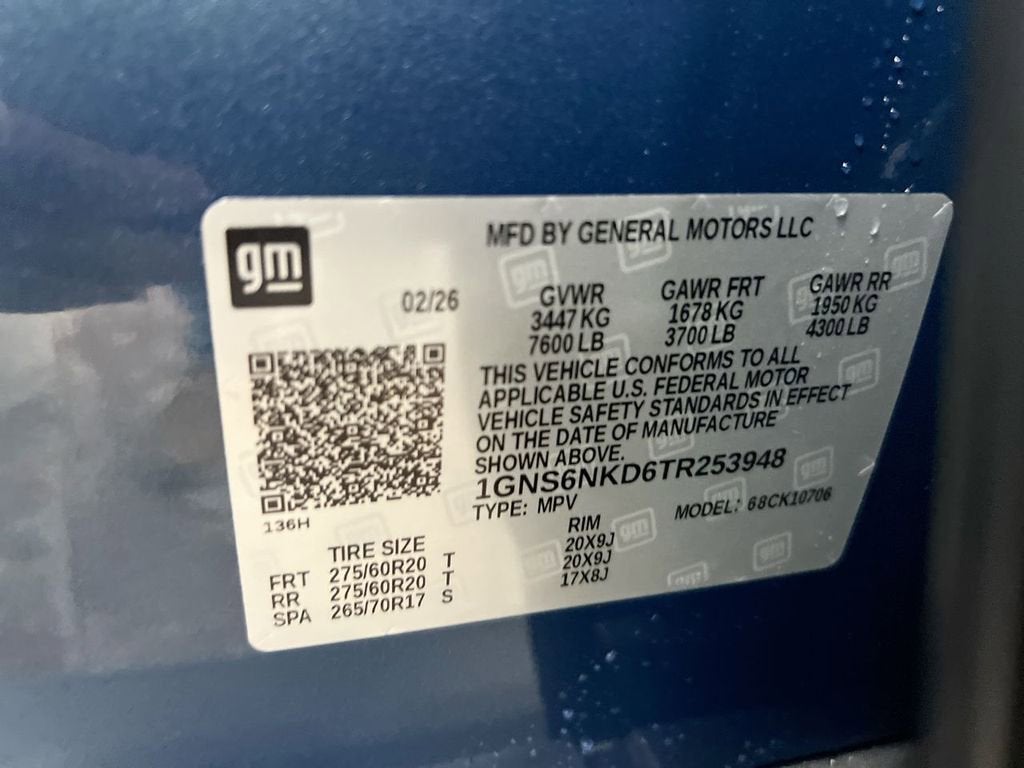 gm
MFD BY GENERAL MOTORS LLC
02/26
GVWR GAWR FRT GAWR RR
3447 KG 1678 KG 1950 KG
7600 LB 3700 LB 4300 LB
THIS VEHICLE CONFORMS TO ALL
APPLICABLE U.S. FEDERAL MOTOR
VEHICLE SAFETY STANDARDS IN EFFECT
ON THE DATE OF MANUFACTURE
SHOWN ABOVE.
1GNS6NKD6TR253948
TYPE: MPV MODEL: 68CK10706
136H
TIRE SIZE RIM
FRT 275/60R20 T 20X9J
RR 275/60R20 T 20X9J
SPA 265/70R17 S 17X8J